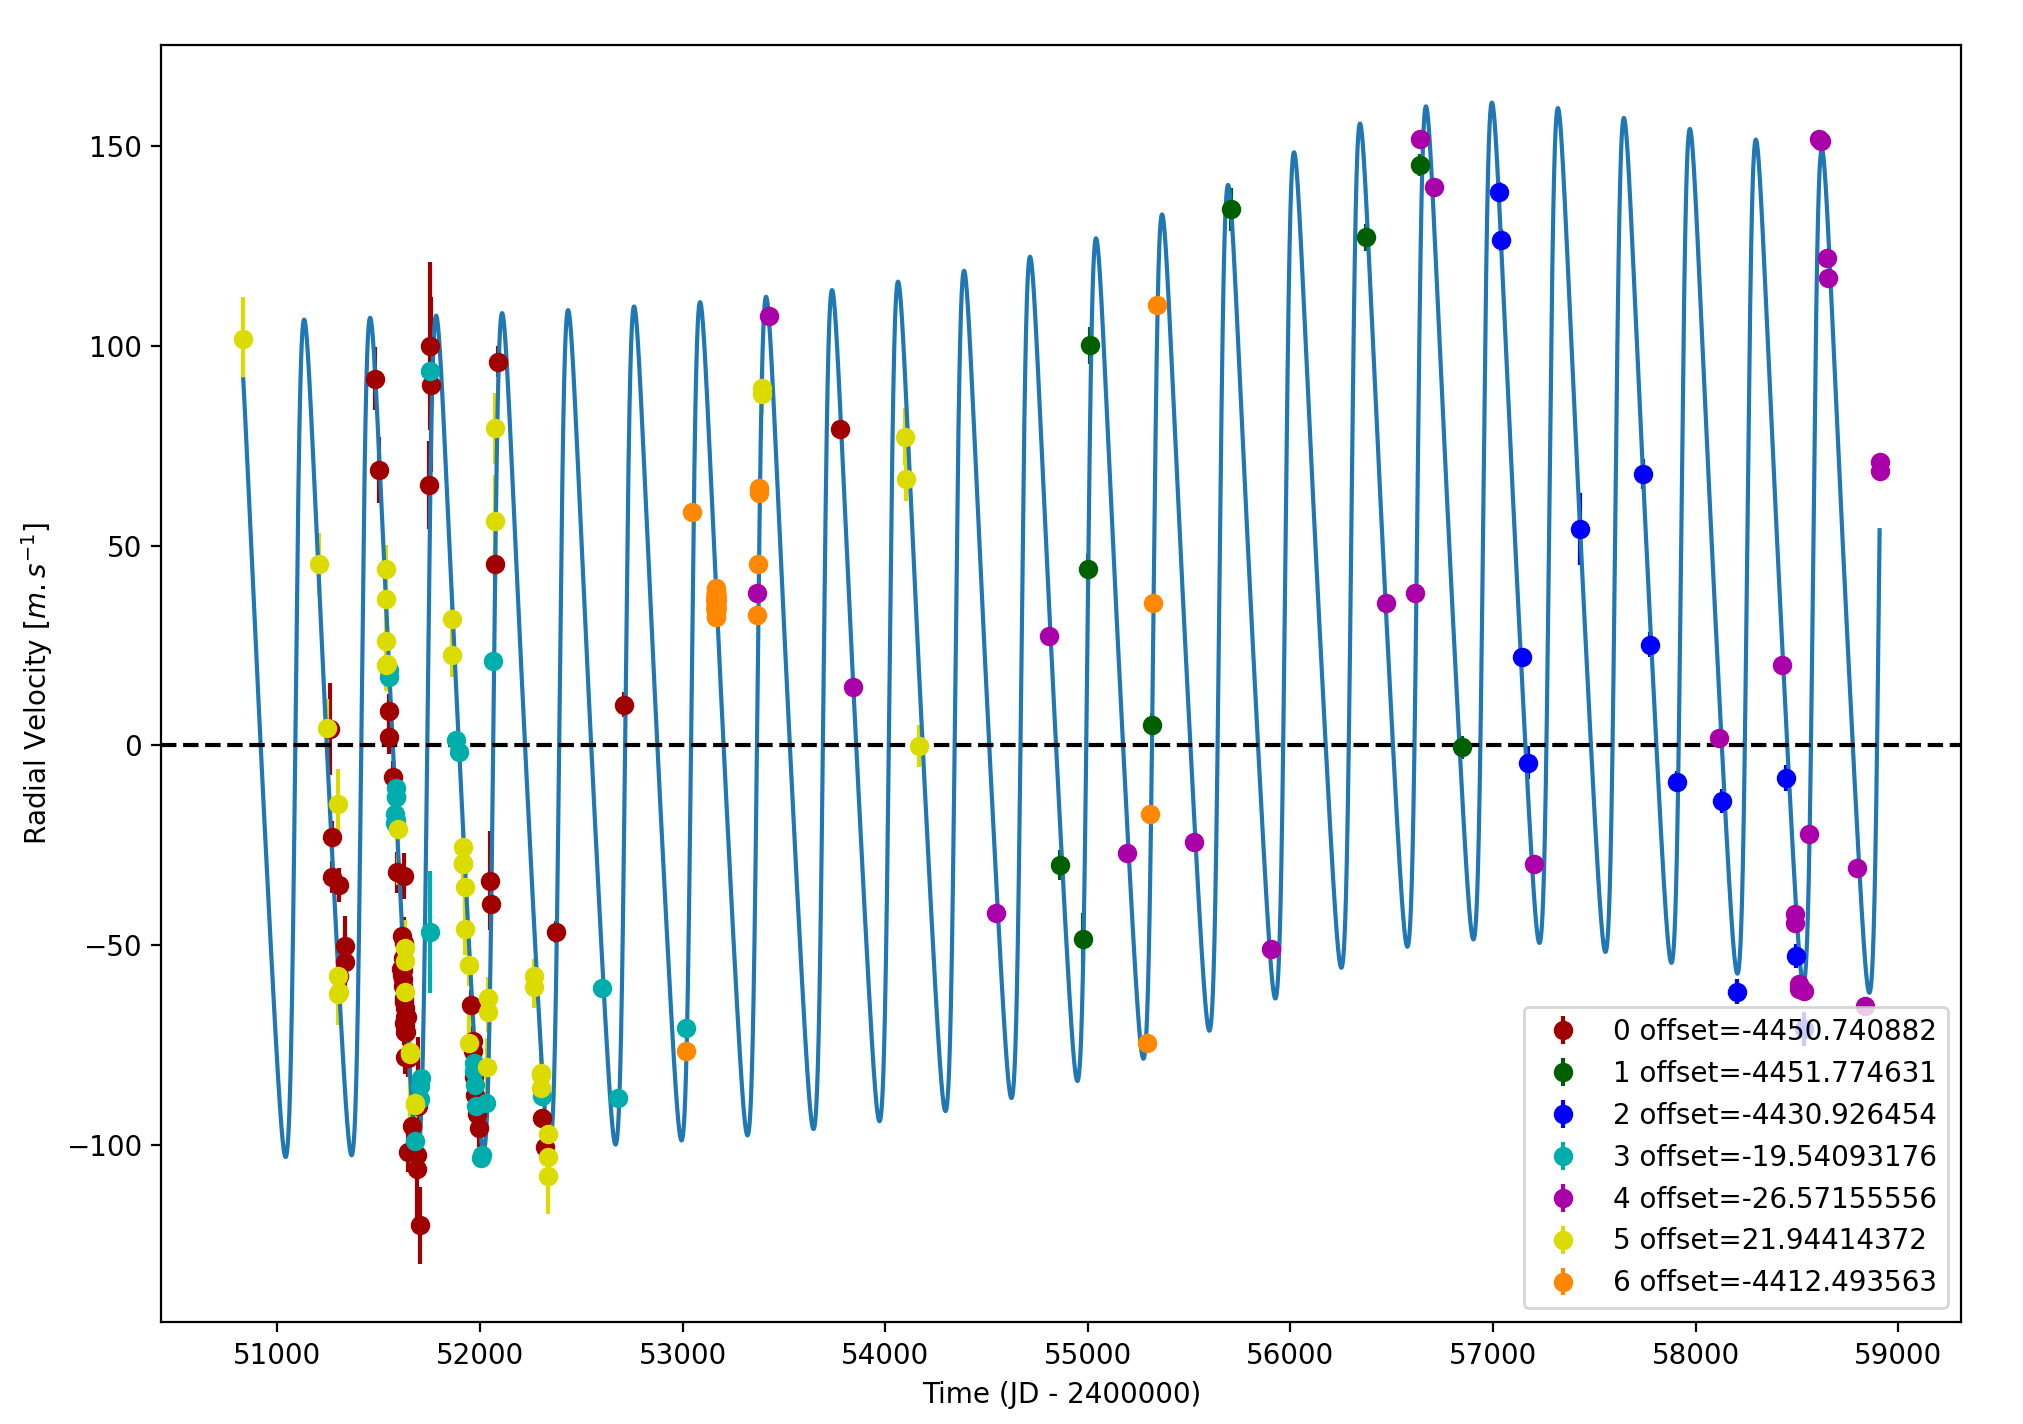 Radial Velocity [m.s⁻¹]
150
100
50
0
−50
−100
51000 52000 53000 54000 55000 56000 57000 58000 59000
Time (JD - 2400000)
0 offset=-4450.740882
1 offset=-4451.774631
2 offset=-4430.926454
3 offset=-19.54093176
4 offset=-26.57155556
5 offset=21.94414372
6 offset=-4412.493563